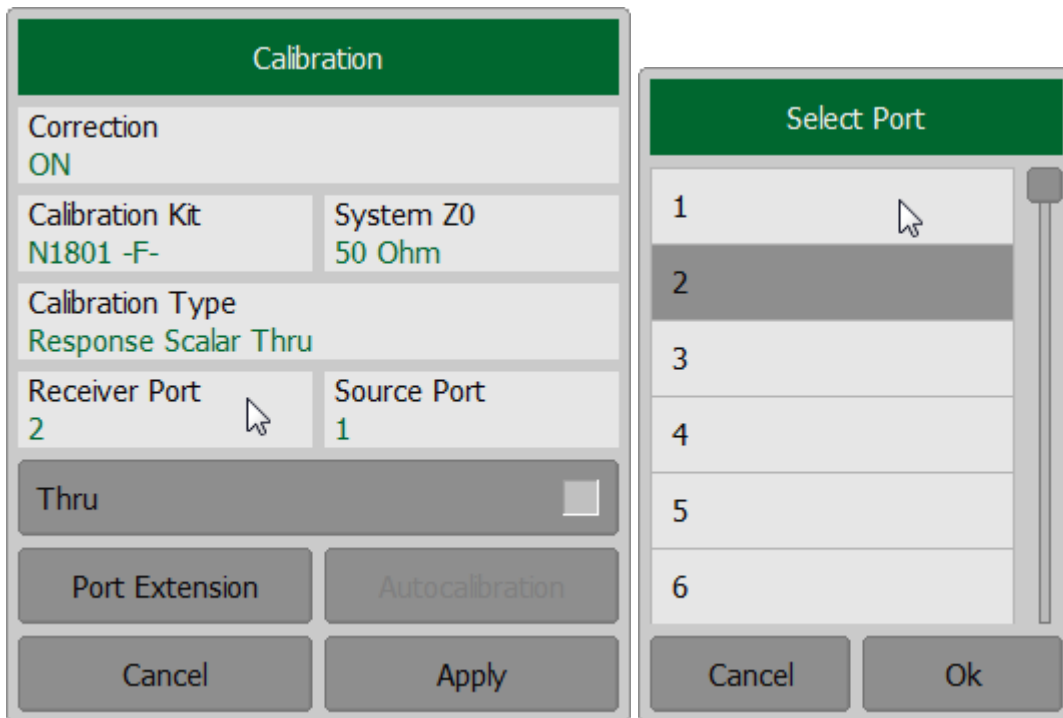 Calibration
Correction
ON
Calibration Kit
N1801 -F-
System Z0
50 Ohm
Calibration Type
Response Scalar Thru
Receiver Port
2
Source Port
1
Thru
Port Extension
Autocalibration
Cancel
Apply
Select Port
1
2
3
4
5
6
Cancel
Ok